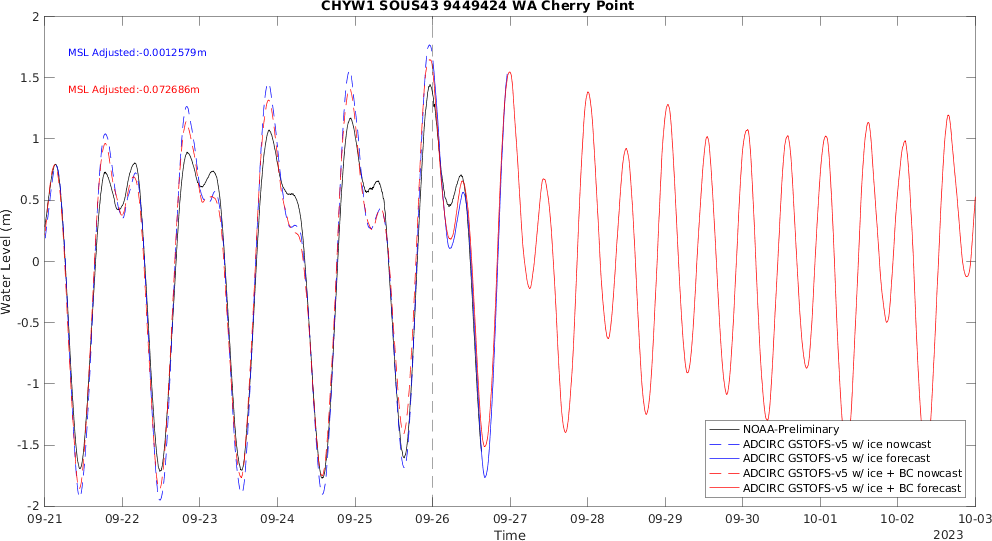 CHYW1 SOUS43 9449424 WA Cherry Point
MSL Adjusted:-0.0012579m
MSL Adjusted:-0.072686m
Water Level (m)
2
1.5
1
0.5
0
-0.5
-1
-1.5
-2
NOAA-Preliminary
ADCIRC GSTOFS-v5 w/ ice nowcast
ADCIRC GSTOFS-v5 w/ ice forecast
ADCIRC GSTOFS-v5 w/ ice + BC nowcast
ADCIRC GSTOFS-v5 w/ ice + BC forecast
09-21 09-22 09-23 09-24 09-25 09-26 09-27 09-28 09-29 09-30 10-01 10-02 10-03
Time
2023